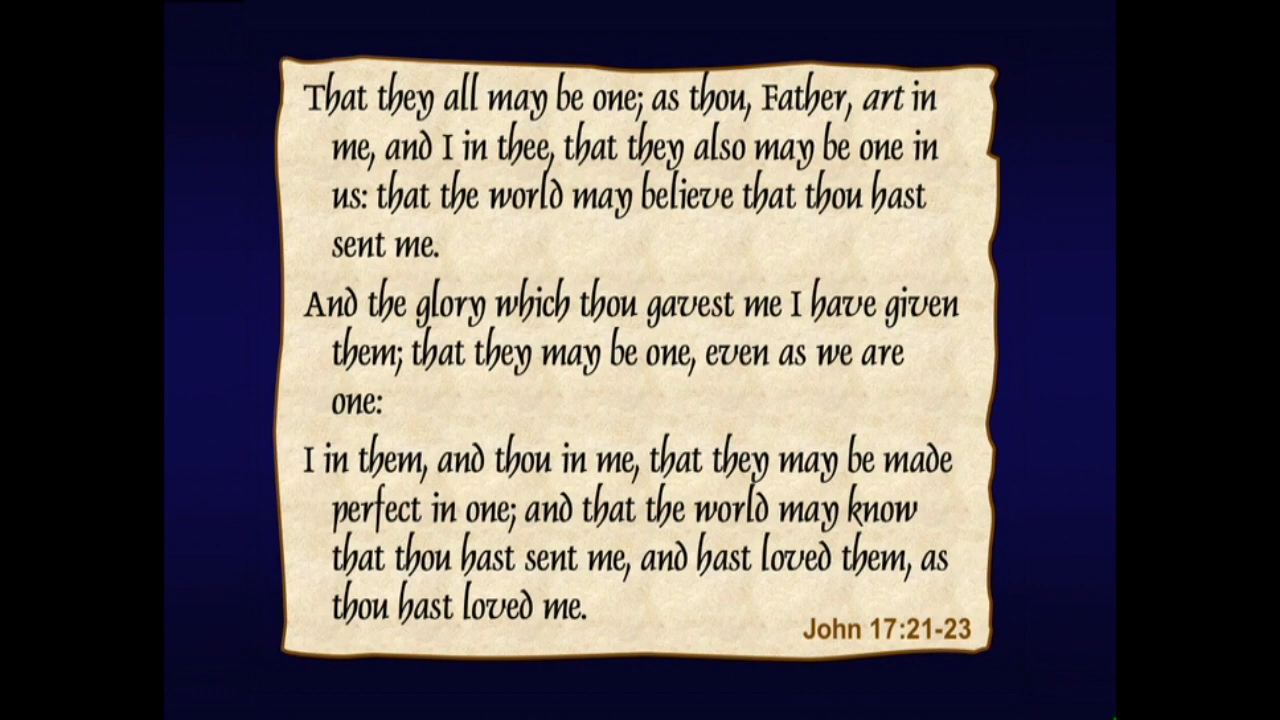 That they all may be one; as thou, Father, art in
me, and I in thee, that they also may be one in
us: that the world may believe that thou hast
sent me.
And the glory which thou gavest me I have given
them; that they may be one, even as we are
one:
I in them, and thou in me, that they may be made
perfect in one; and that the world may know
that thou hast sent me, and hast loved them, as
thou hast loved me.
John 17:21-23